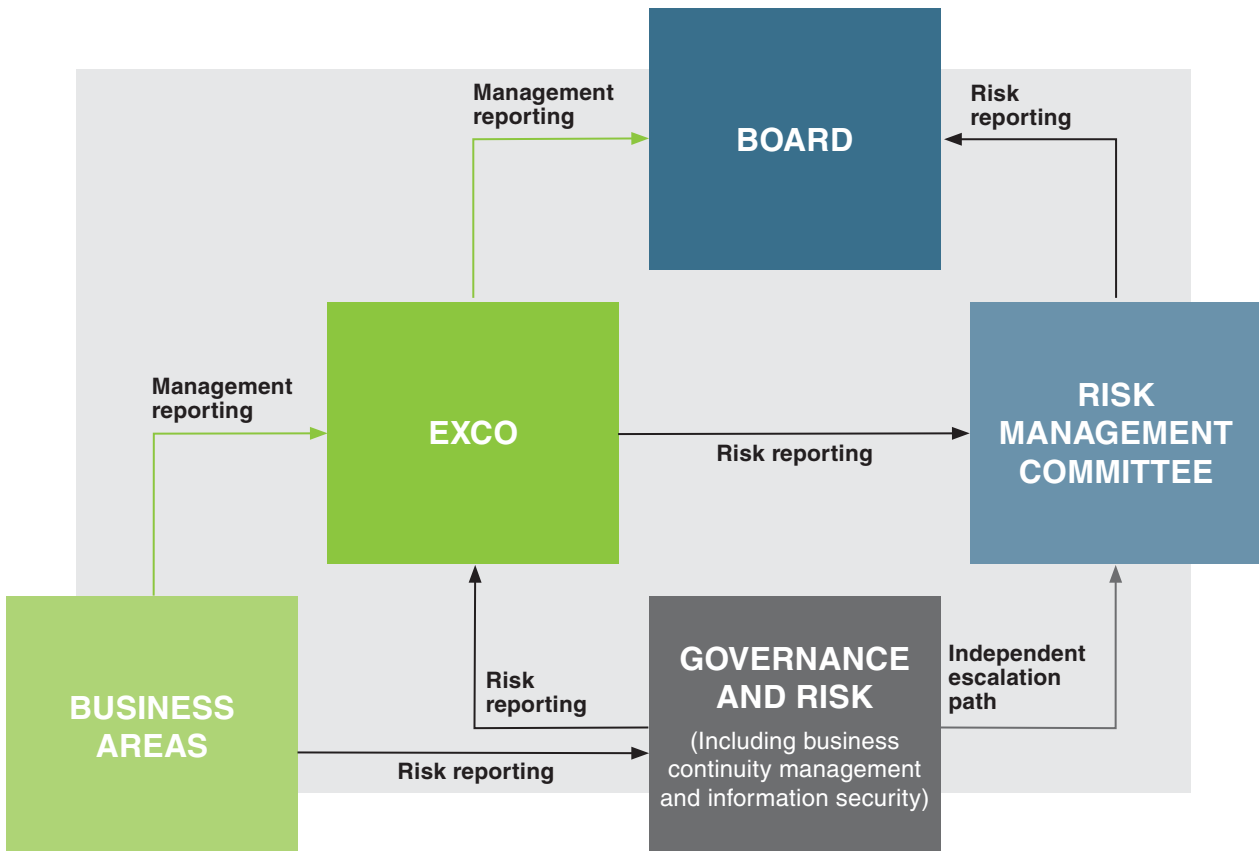 Management
reporting
Risk
reporting
BOARD
Management
reporting
EXCO
Risk reporting
RISK
MANAGEMENT
COMMITTEE
BUSINESS
AREAS
Risk
reporting
Risk reporting
GOVERNANCE
AND RISK
(Including business
continuity management
and information security)
Independent
escalation
path